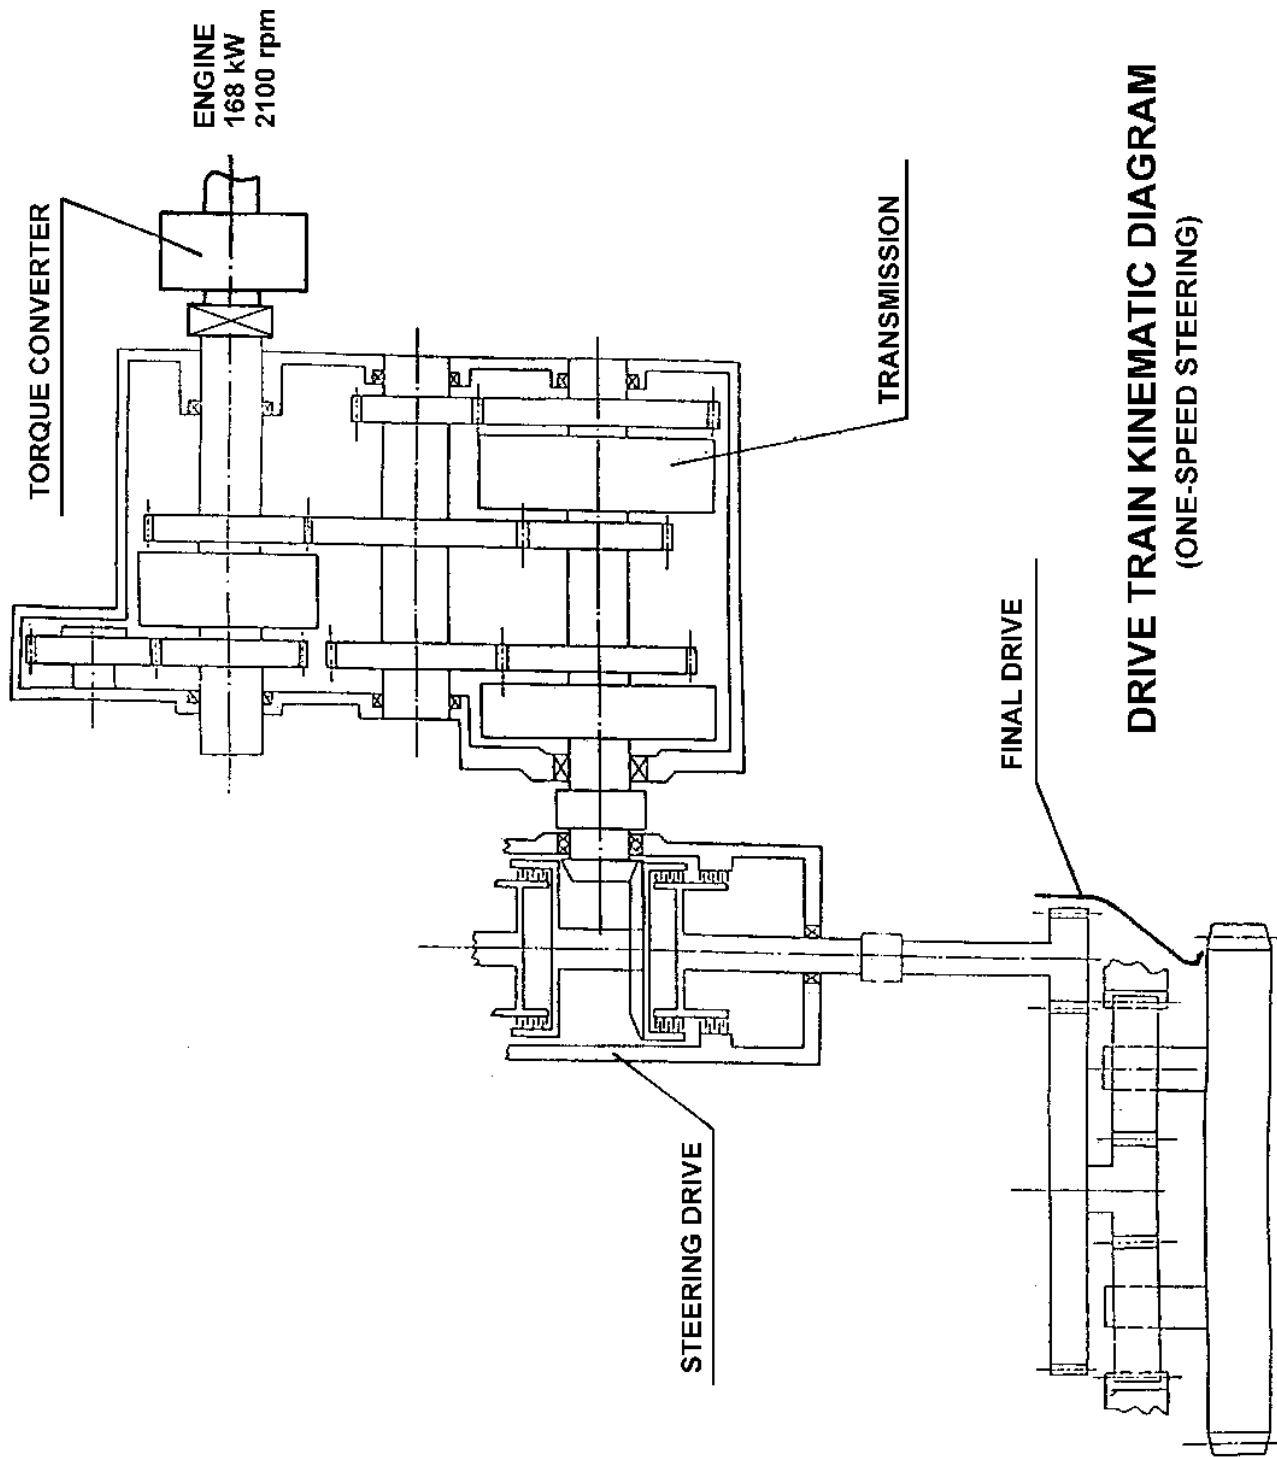 ENGINE
168 kW
2100 rpm
TORQUE CONVERTER
TRANSMISSION
STEERING DRIVE
FINAL DRIVE
DRIVE TRAIN KINEMATIC DIAGRAM
(ONE-SPEED STEERING)